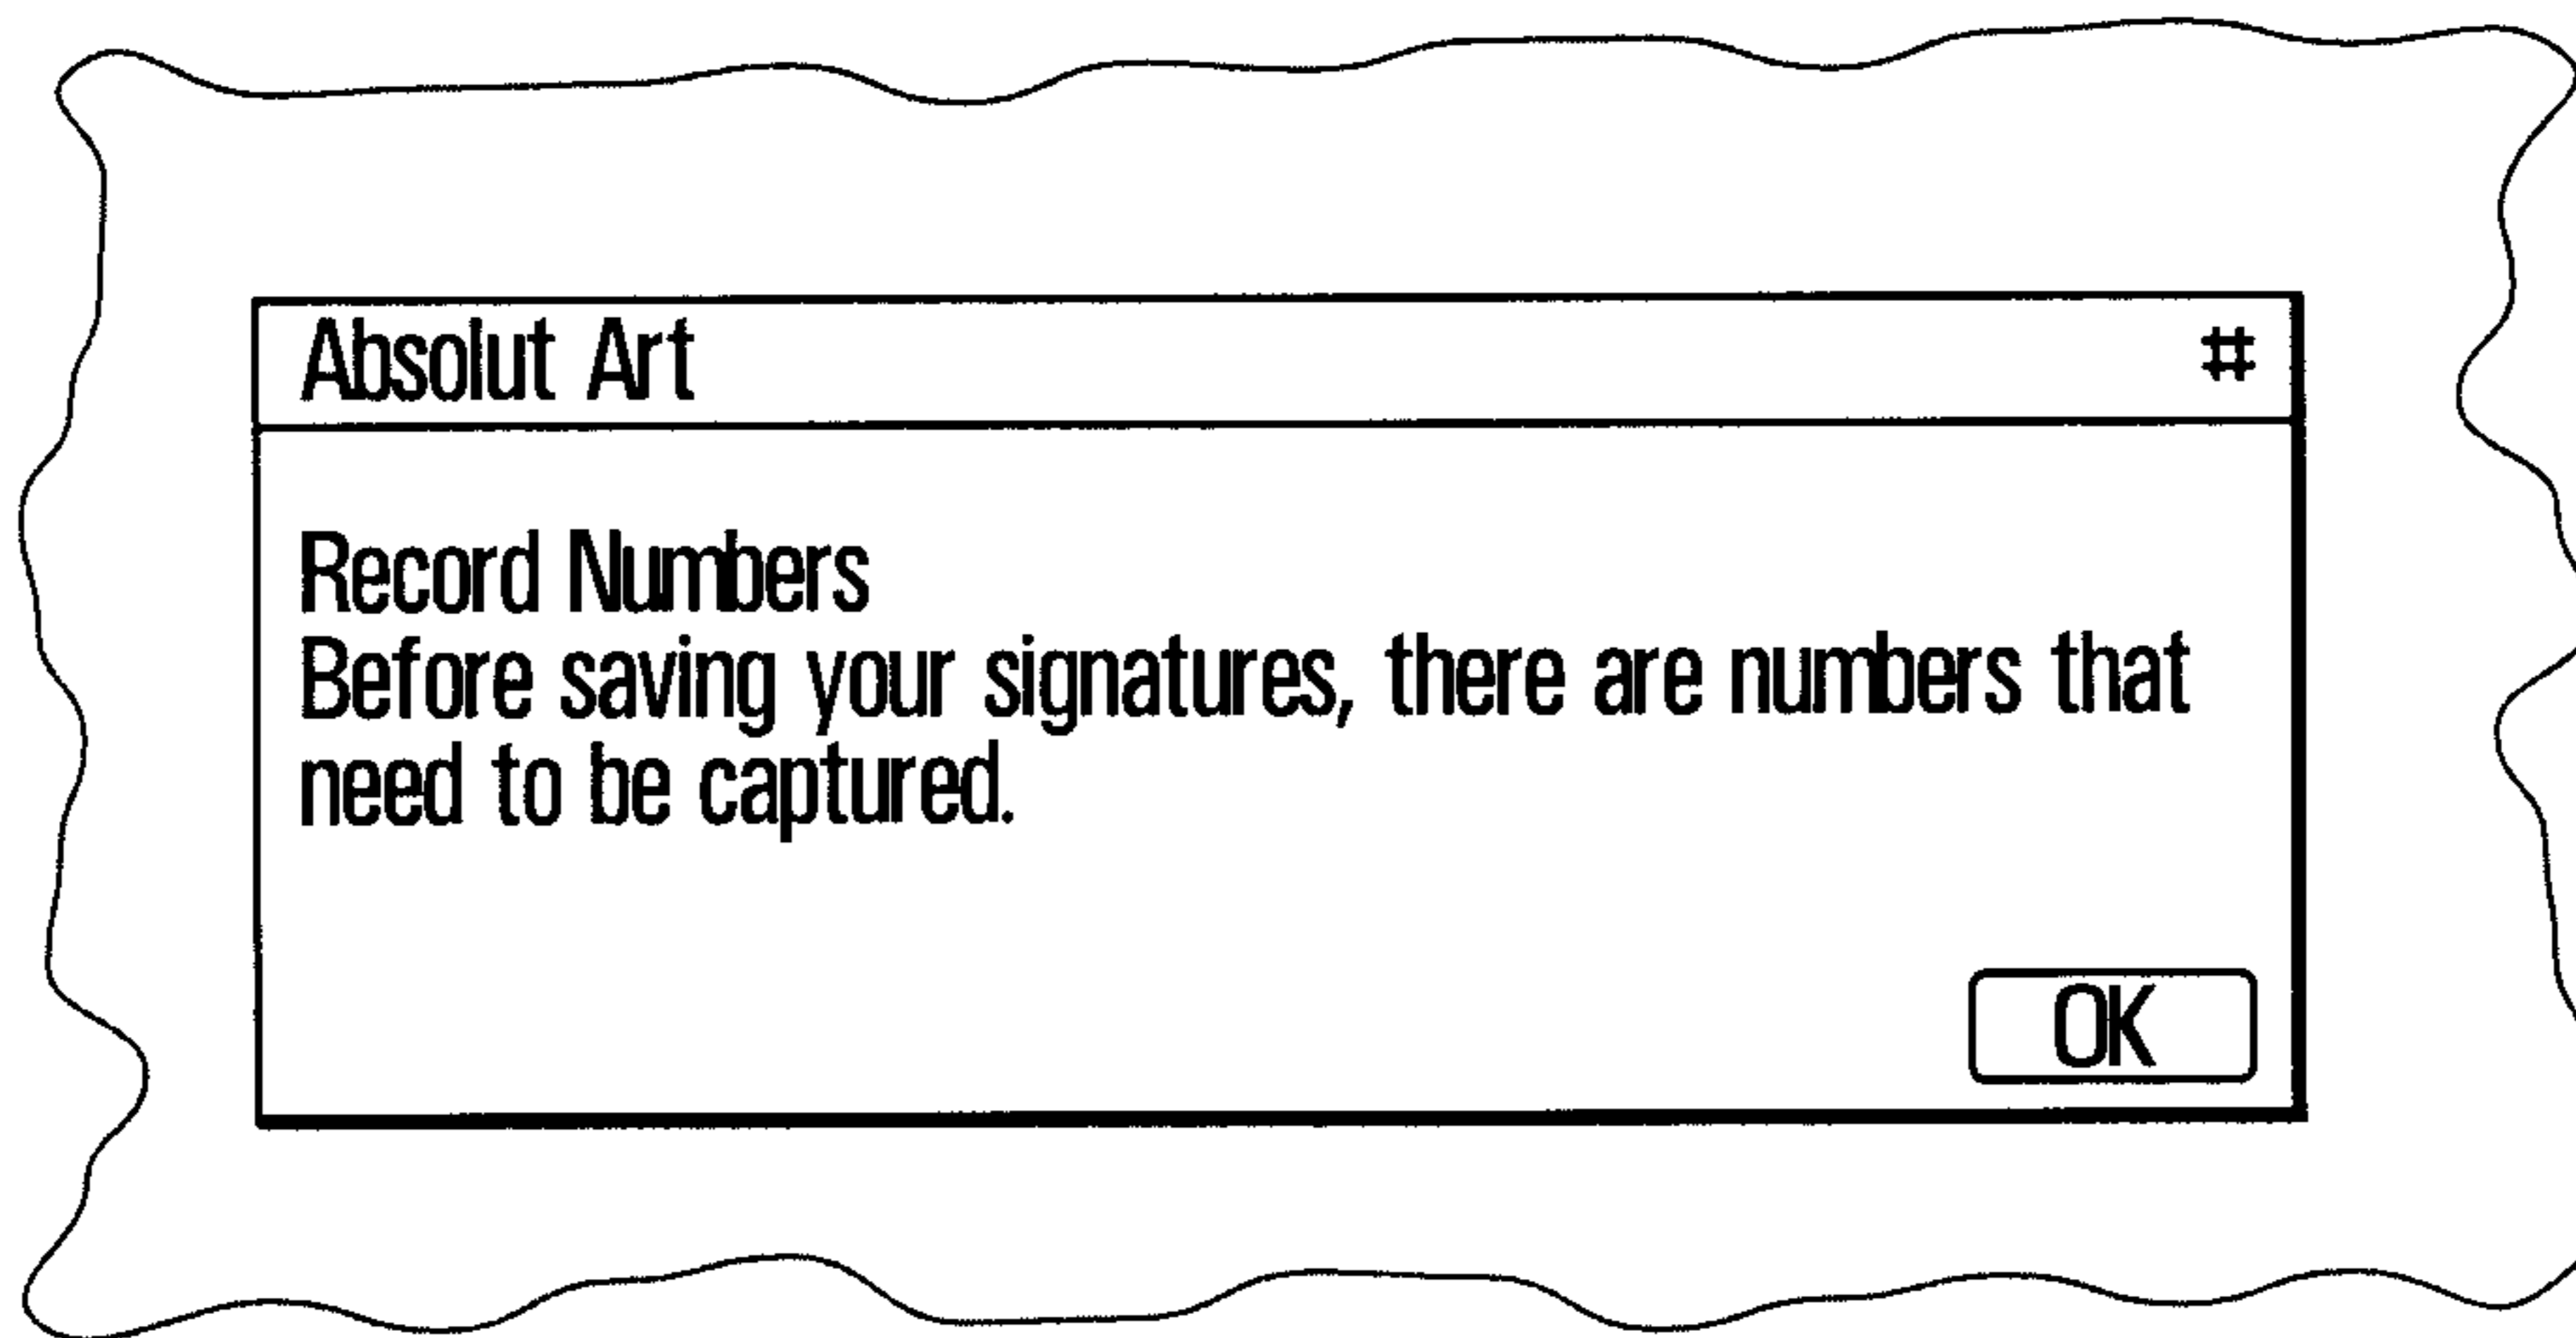 Absolut Art #
Record Numbers
Before saving your signatures, there are numbers that
need to be captured.
OK